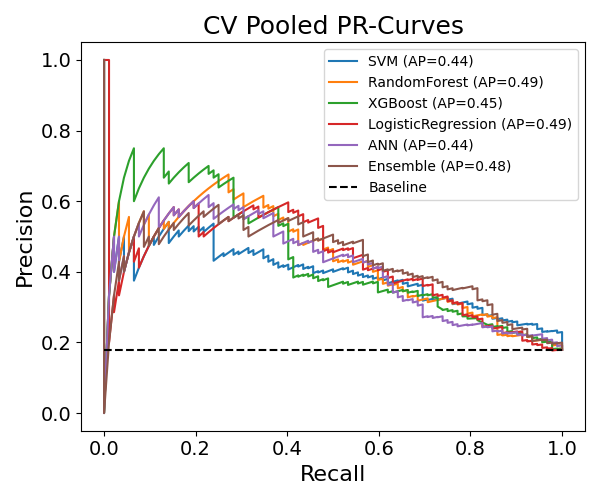 CV Pooled PR-Curves
Precision
1.0
0.8
0.6
0.4
0.2
0.0
SVM (AP=0.44)
RandomForest (AP=0.49)
XGBoost (AP=0.45)
LogisticRegression (AP=0.49)
ANN (AP=0.44)
Ensemble (AP=0.48)
Baseline
0.0 0.2 0.4 0.6 0.8 1.0
Recall